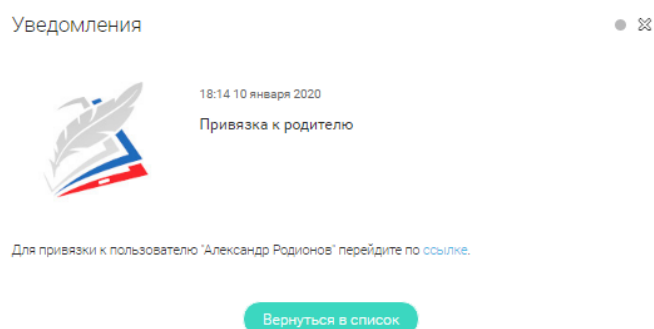 Уведомления
18:14 10 января 2020
Привязка к родителю
Для привязки к пользователю "Александр Родионов" перейдите по ссылке.
Вернуться в список